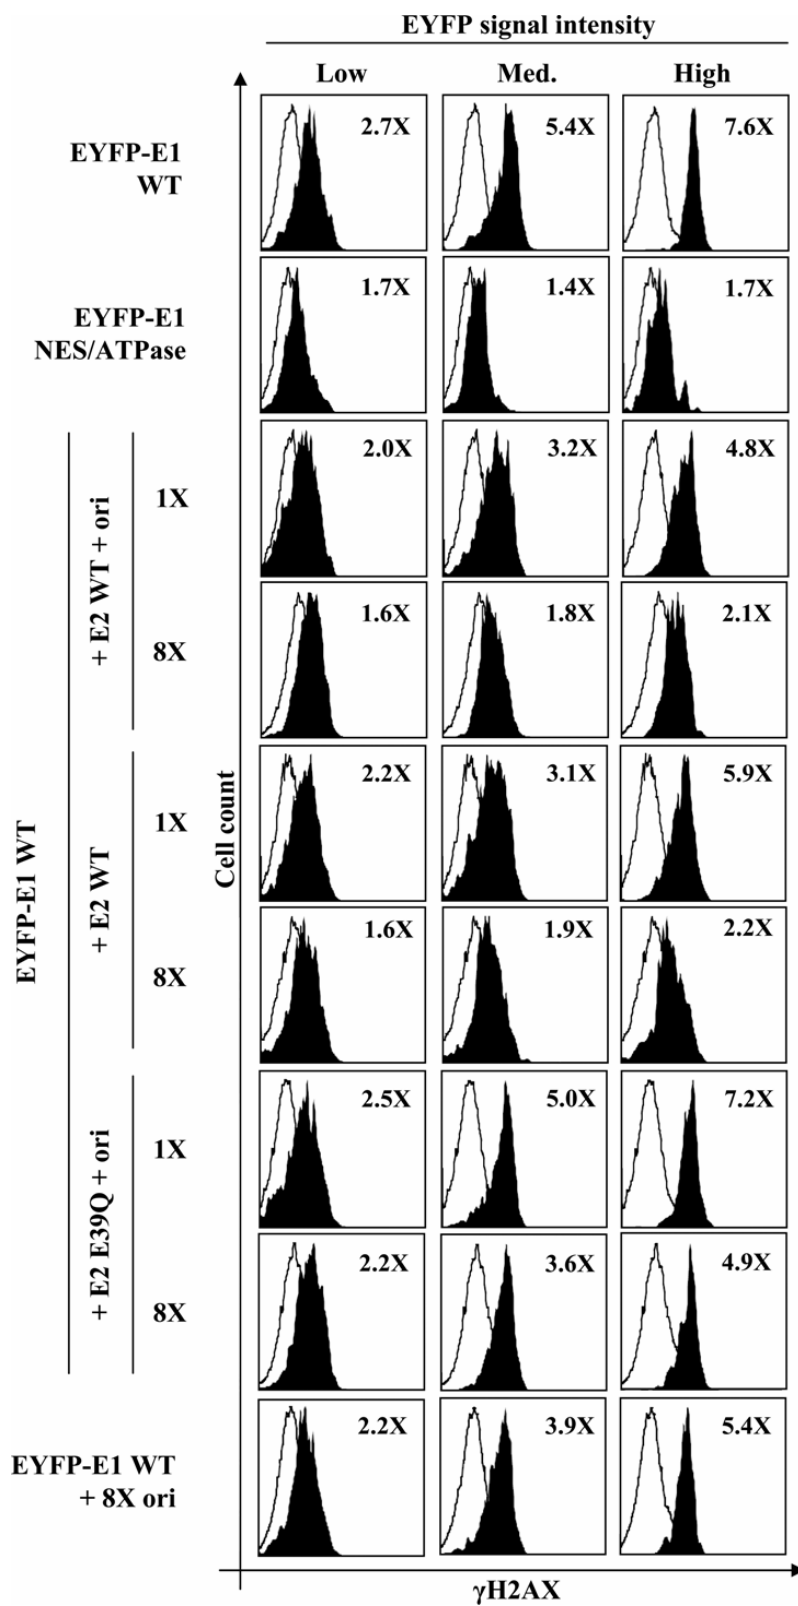 EYFP signal intensity
Low Med. High
EYFP-E1
WT
2.7X 5.4X 7.6X
EYFP-E1
NES/ATPase
1.7X 1.4X 1.7X
EYFP-E1 WT
+ E2 WT + ori
1X
2.0X 3.2X 4.8X
8X
1.6X 1.8X 2.1X
+ E2 WT
1X
2.2X 3.1X 5.9X
8X
1.6X 1.9X 2.2X
+ E2 E39Q + ori
1X
2.5X 5.0X 7.2X
8X
2.2X 3.6X 4.9X
EYFP-E1 WT
+ 8X ori
2.2X 3.9X 5.4X
Cell count
γH2AX